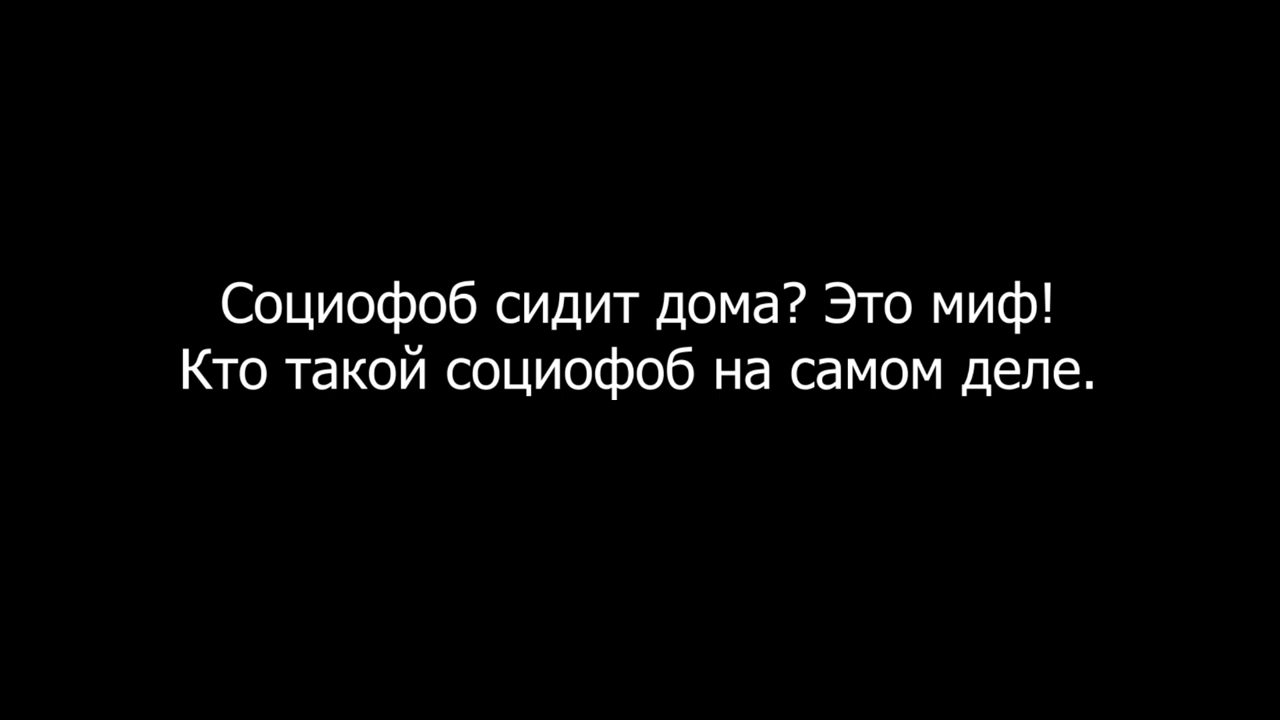 Социофоб сидит дома? Это миф!
Кто такой социофоб на самом деле.